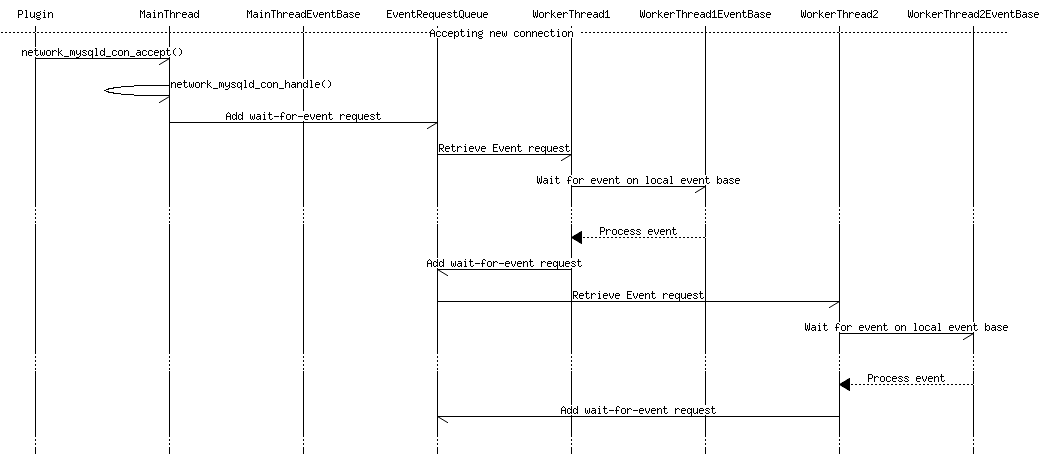 Plugin MainThread MainThreadEventBase EventRequestQueue WorkerThread1 WorkerThread1EventBase WorkerThread2 WorkerThread2EventBase
Accepting new connection
network_mysqld_con_accept()
network_mysqld_con_handle()
Add wait-for-event request
Retrieve Event request
Wait for event on local event base
Process event
Add wait-for-event request
Retrieve Event request
Wait for event on local event base
Process event
Add wait-for-event request